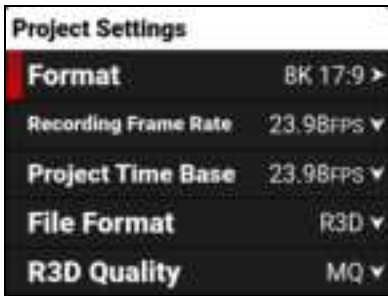 Project Settings
Format 8K 17:9 >
Recording Frame Rate 23.98FPS
Project Time Base 23.98FPS
File Format R3D
R3D Quality MQ